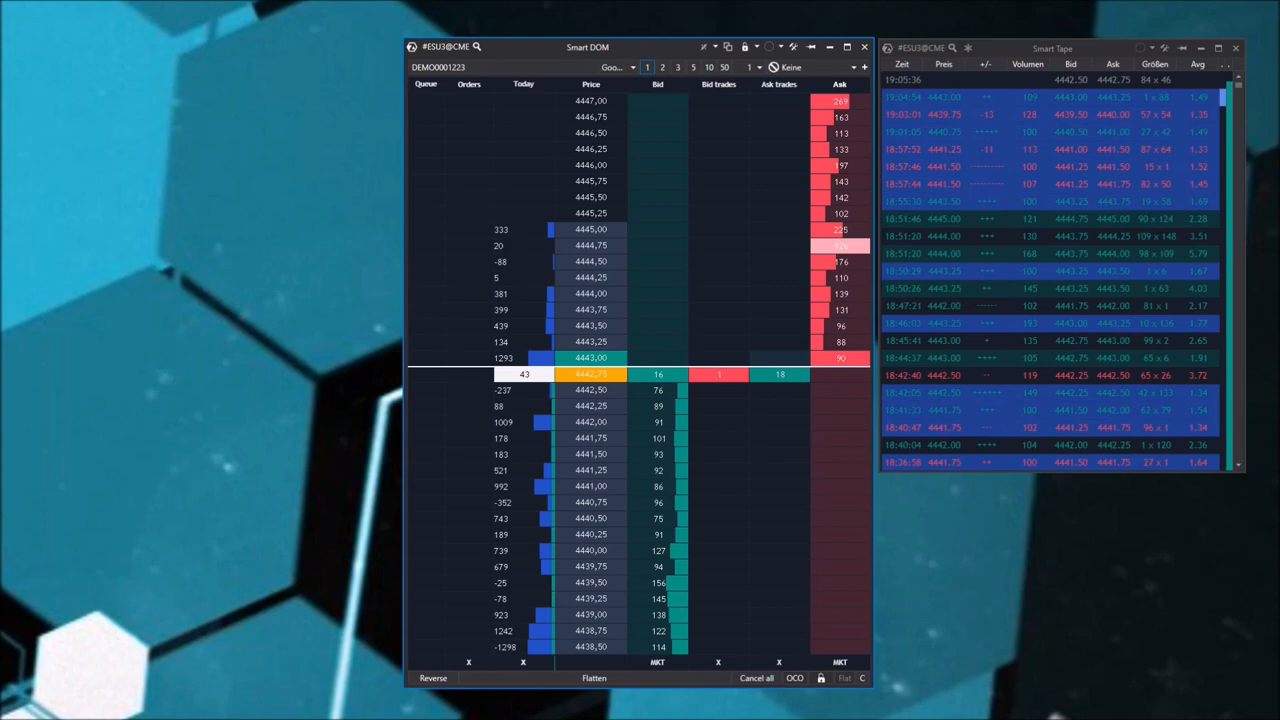 #ESU3@CME Smart DOM
DEMO0001223 Goo... 1 2 3 5 10 50 1 Keine
Queue Orders Today Price Bid Bid trades Ask trades Ask
4447,00 269
4446,75 163
4446,50 113
4446,25 133
4446,00 197
4445,75 143
4445,50 142
4445,25 102
333 4445,00 225
20 4444,75 126
-88 4444,50 176
5 4444,25 110
381 4444,00 139
399 4443,75 131
439 4443,50 96
134 4443,25 88
1293 4443,00 90
43 4442,75 16 1 18
-237 4442,50 76
88 4442,25 89
1009 4442,00 91
178 4441,75 101
183 4441,50 93
521 4441,25 92
992 4441,00 86
-352 4440,75 96
743 4440,50 75
189 4440,25 91
739 4440,00 127
679 4439,75 94
-25 4439,50 156
-78 4439,25 145
923 4439,00 138
1242 4438,75 122
-1298 4438,50 114
X X MKT X X MKT
Reverse Flatten Cancel all OCO Flat C
#ESU3@CME Smart Tape
Zeit Preis +/- Volumen Bid Ask Größen Avg . .
19:05:36 4442.50 4442.75 84 x 46
19:04:54 4443.00 ++ 109 4443.00 4443.25 1 x 88 1.49
19:03:01 4439.75 -13 128 4439.50 4440.00 57 x 54 1.35
19:01:05 4440.75 +++++ 100 4440.50 4441.00 27 x 42 1.49
18:57:52 4441.25 -11 113 4441.00 4441.50 87 x 64 1.33
18:57:46 4441.50 ---------- 100 4441.25 4441.50 15 x 1 1.52
18:57:44 4441.50 ---------- 107 4441.25 4441.75 82 x 50 1.45
18:55:30 4443.50 ++++ 100 4443.25 4443.50 19 x 58 1.69
18:51:46 4445.00 +++ 121 4444.75 4445.00 90 x 124 2.28
18:51:20 4444.00 +++ 130 4443.75 4444.25 109 x 148 3.51
18:51:20 4444.00 +++ 168 4443.75 4444.00 98 x 109 5.79
18:50:29 4443.25 +++ 100 4443.00 4443.25 1 x 6 1.67
18:50:26 4443.25 ++ 145 4443.00 4443.25 1 x 63 4.03
18:47:21 4442.00 ------ 102 4441.75 4442.00 81 x 1 2.17
18:46:03 4443.25 +++ 193 4443.00 4443.25 10 x 136 1.77
18:45:41 4443.00 + 135 4442.75 4443.00 99 x 2 2.65
18:44:37 4443.00 ++++ 105 4442.75 4443.00 65 x 6 1.91
18:42:40 4442.50 -- 119 4442.25 4442.75 65 x 26 3.72
18:42:05 4442.50 ++++++ 149 4442.25 4442.50 42 x 133 1.34
18:41:33 4441.75 +++ 100 4441.50 4442.00 62 x 79 1.54
18:40:47 4441.75 --- 102 4441.25 4441.75 96 x 1 1.34
18:40:04 4442.00 ++++ 104 4442.00 4442.25 1 x 120 2.36
18:36:58 4441.75 ++ 100 4441.50 4441.75 27 x 1 1.64